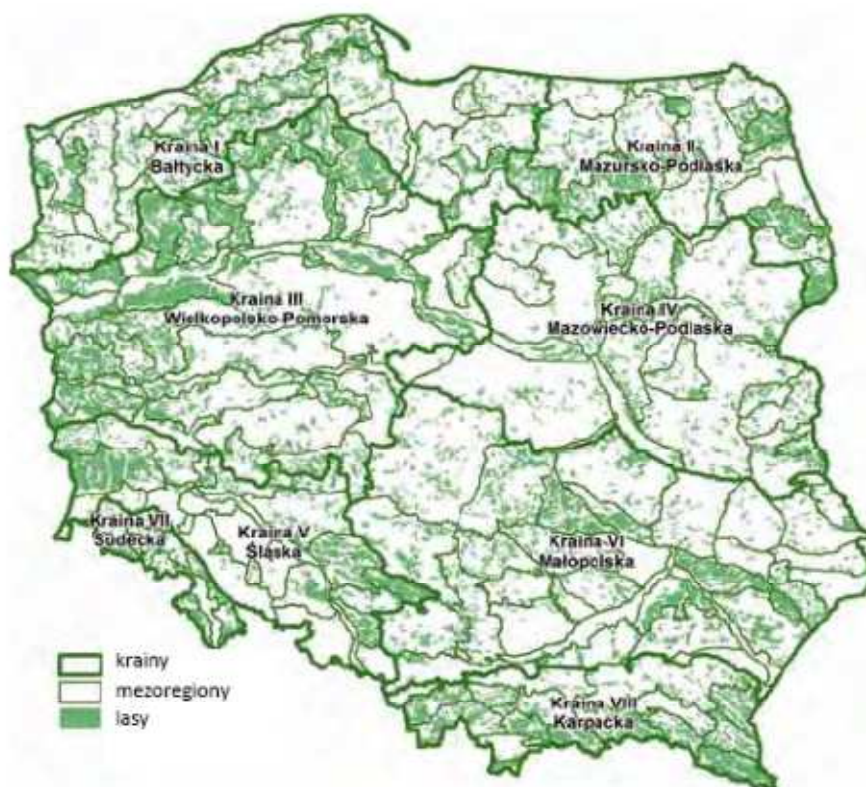 Kraina I
Bałtycka
Kraina II
Mazursko-Podlaska
Kraina III
Wielkopolsko-Pomorska
Kraina IV
Mazowiecko-Podlaska
Kraina VII
Sudecka
Kraina V
Śląska
Kraina VI
Małopolska
krainy
mezoregiony
lasy
Kraina VIII
Karpacka